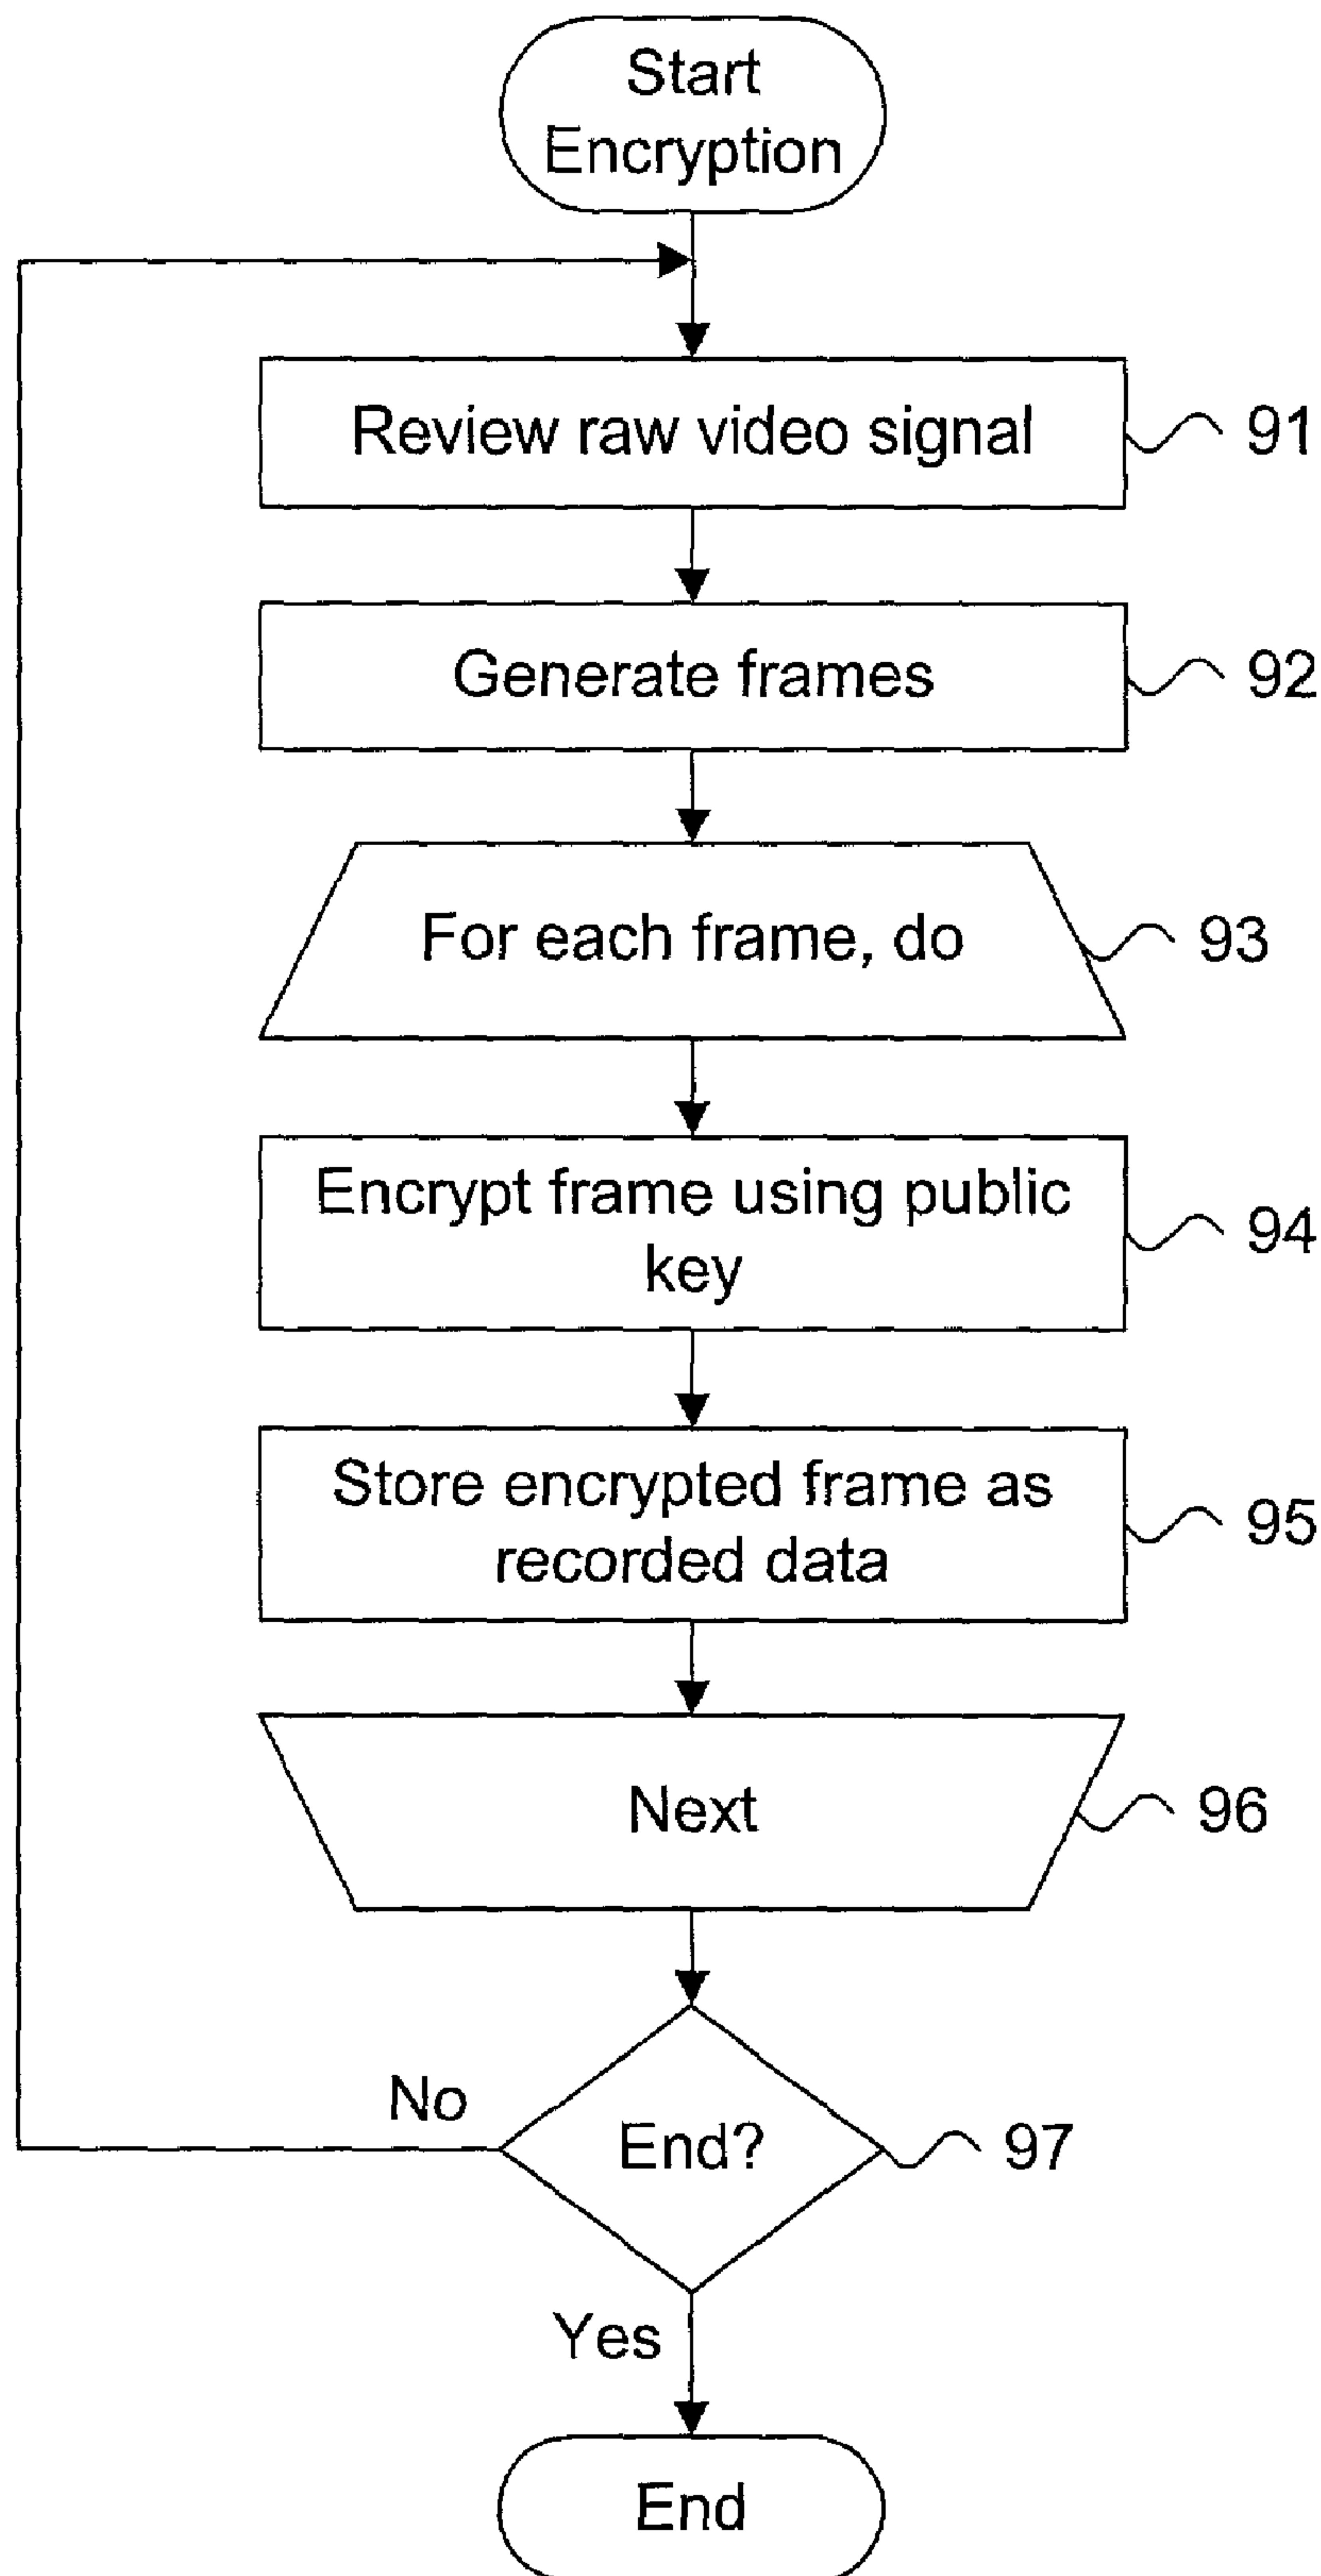 Start
Encryption
Review raw video signal
91
Generate frames
92
For each frame, do
93
Encrypt frame using public
key
94
Store encrypted frame as
recorded data
95
Next
96
No
End?
97
Yes
End